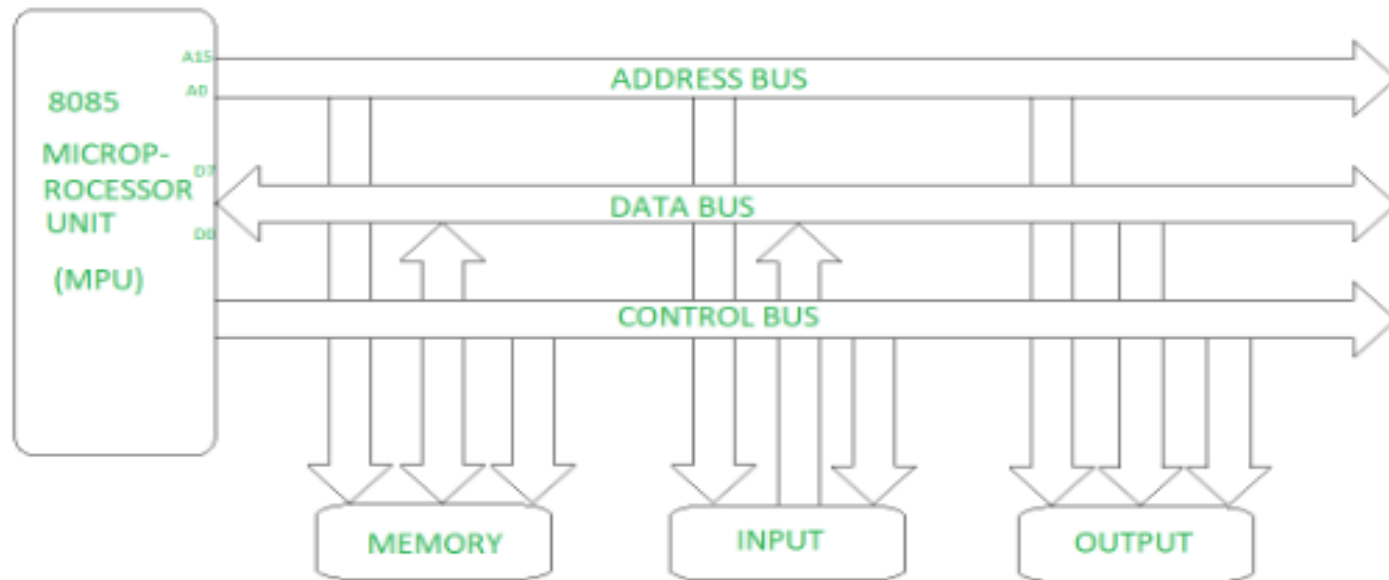 A15
ADDRESS BUS
A0
8085
MICROP-
ROCESSOR
UNIT
(MPU)
D7
DATA BUS
D0
CONTROL BUS
MEMORY
INPUT
OUTPUT